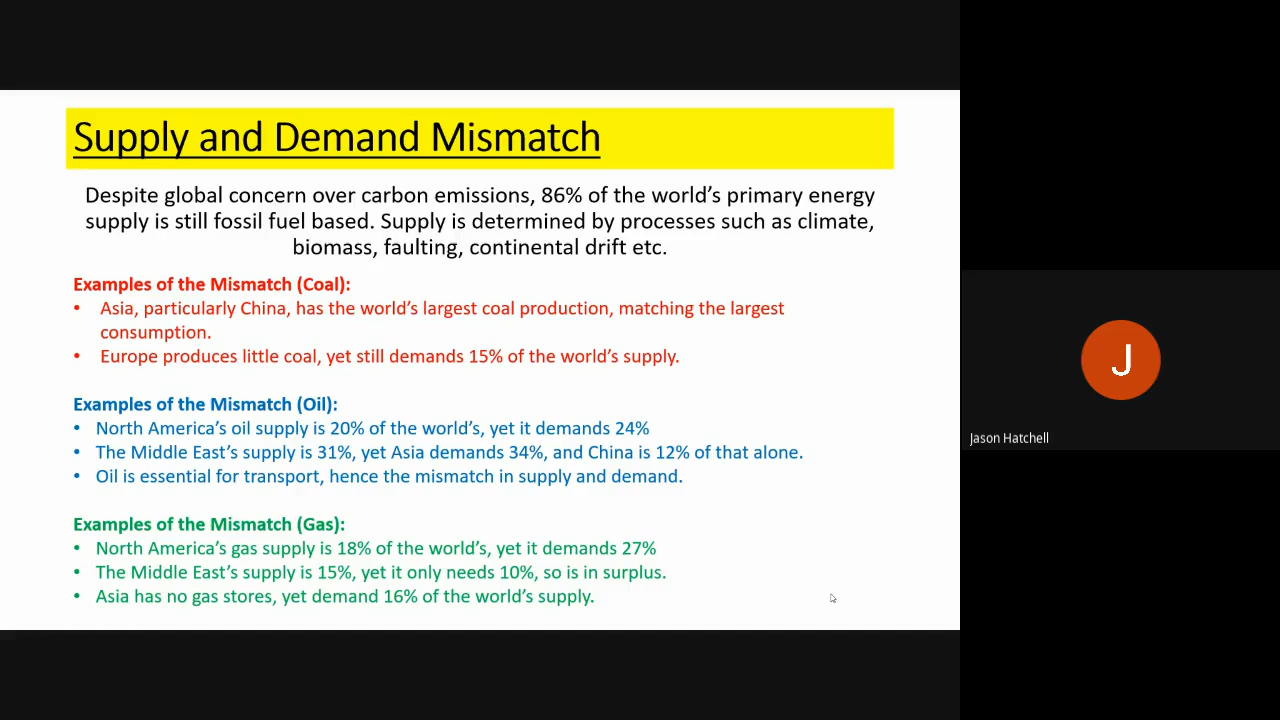 Supply and Demand Mismatch
Despite global concern over carbon emissions, 86% of the world's primary energy
supply is still fossil fuel based. Supply is determined by processes such as climate,
biomass, faulting, continental drift etc.
Examples of the Mismatch (Coal):
• Asia, particularly China, has the world's largest coal production, matching the largest
consumption.
• Europe produces little coal, yet still demands 15% of the world's supply.
Examples of the Mismatch (Oil):
• North America's oil supply is 20% of the world's, yet it demands 24%
• The Middle East's supply is 31%, yet Asia demands 34%, and China is 12% of that alone.
• Oil is essential for transport, hence the mismatch in supply and demand.
Examples of the Mismatch (Gas):
• North America's gas supply is 18% of the world's, yet it demands 27%
• The Middle East's supply is 15%, yet it only needs 10%, so is in surplus.
• Asia has no gas stores, yet demand 16% of the world's supply.
J
Jason Hatchell